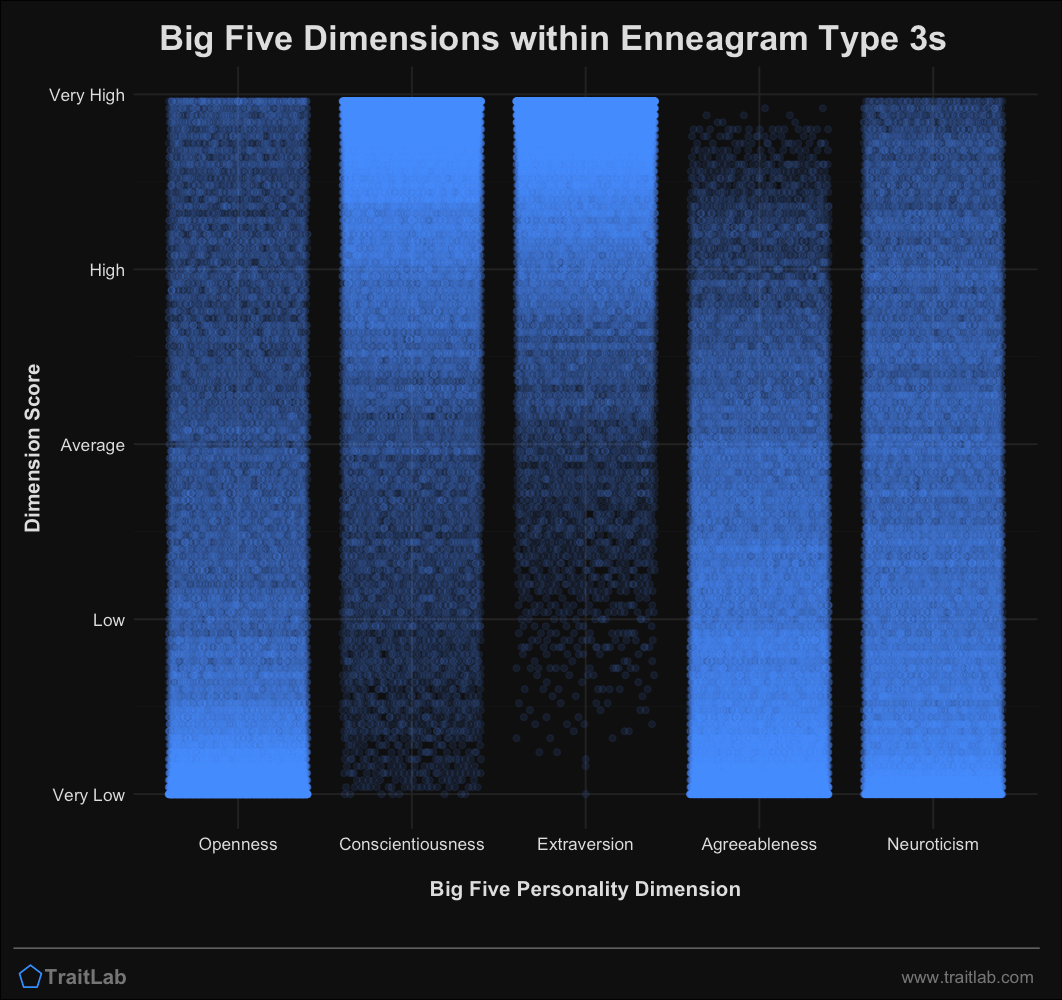 Big Five Dimensions within Enneagram Type 3s
Dimension Score
Very High
High
Average
Low
Very Low
Openness
Conscientiousness
Extraversion
Agreeableness
Neuroticism
Big Five Personality Dimension
TraitLab
www.traitlab.com